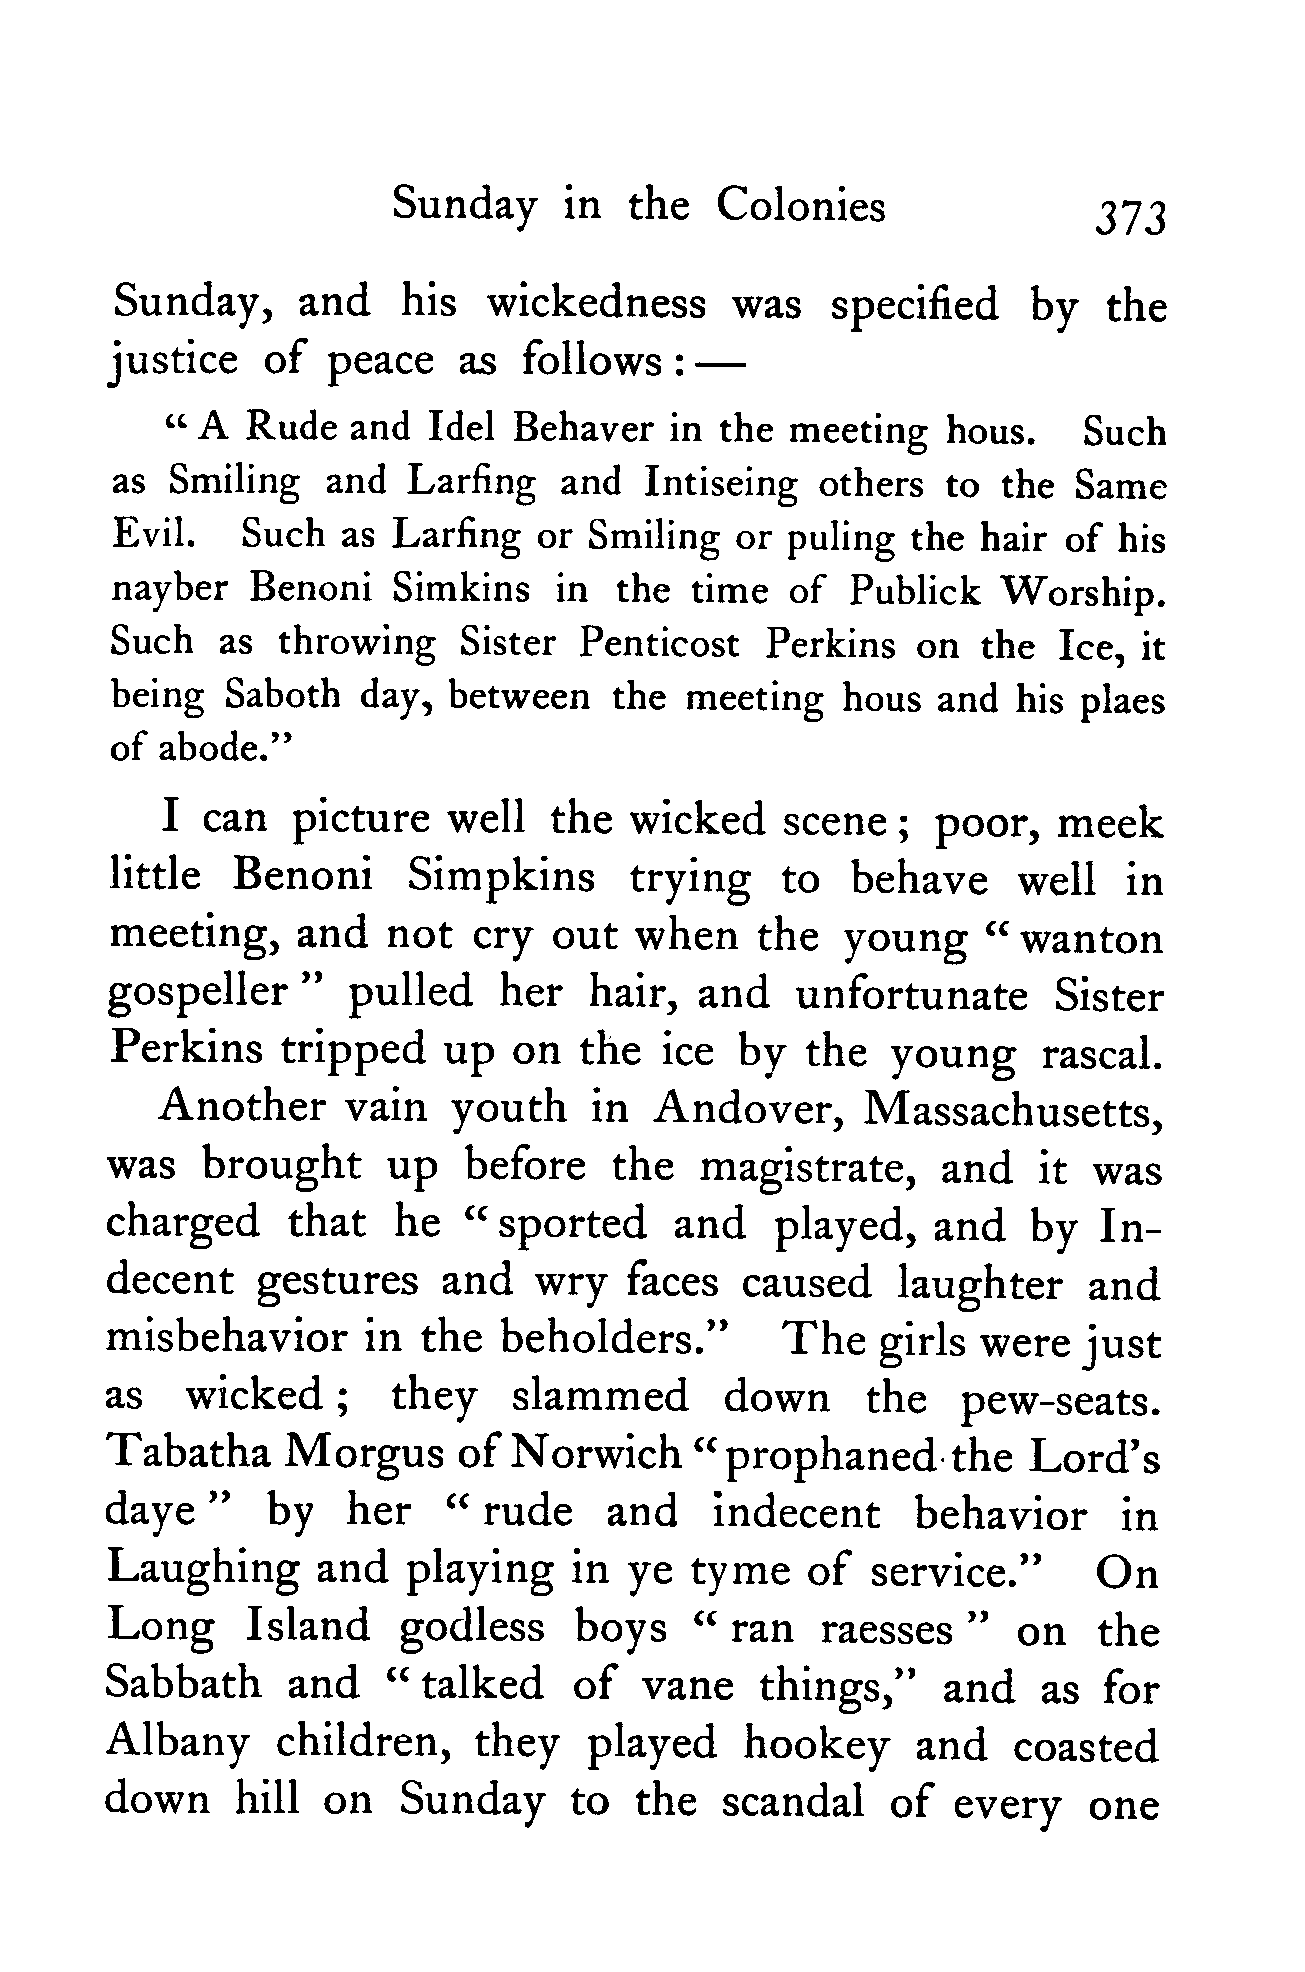 Sunday in the Colonies 373
Sunday, and his wickedness was specified by the
justice of peace as follows : —
“ A Rude and Idel Behaver in the meeting hous. Such
as Smiling and Larfing and Intiseing others to the Same
Evil. Such as Larfing or Smiling or puling the hair of his
nayber Benoni Simkins in the time of Publick Worship.
Such as throwing Sister Penticost Perkins on the Ice, it
being Saboth day, between the meeting hous and his plaes
of abode.”
I can picture well the wicked scene ; poor, meek
little Benoni Simpkins trying to behave well in
meeting, and not cry out when the young “ wanton
gospeller ” pulled her hair, and unfortunate Sister
Perkins tripped up on the ice by the young rascal.
Another vain youth in Andover, Massachusetts,
was brought up before the magistrate, and it was
charged that he “ sported and played, and by In-
decent gestures and wry faces caused laughter and
misbehavior in the beholders.” The girls were just
as wicked ; they slammed down the pew-seats.
Tabatha Morgus of Norwich “ prophaned the Lord’s
daye ” by her “ rude and indecent behavior in
Laughing and playing in ye tyme of service.” On
Long Island godless boys “ ran raesses ” on the
Sabbath and “ talked of vane things,” and as for
Albany children, they played hookey and coasted
down hill on Sunday to the scandal of every one